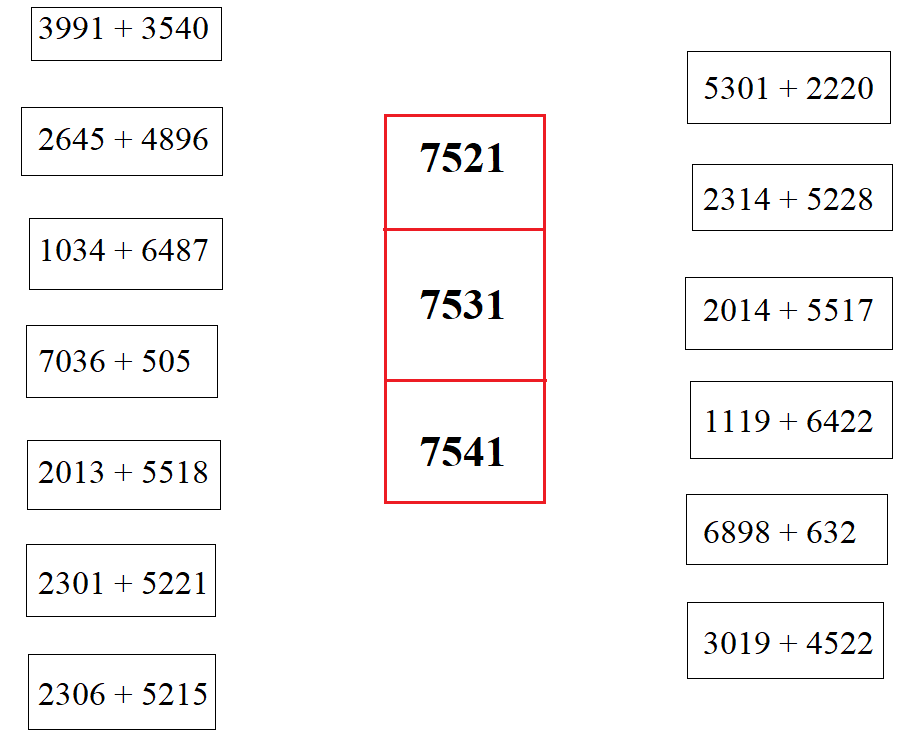 3991 + 3540
2645 + 4896
1034 + 6487
7036 + 505
2013 + 5518
2301 + 5221
2306 + 5215
7521
7531
7541
5301 + 2220
2314 + 5228
2014 + 5517
1119 + 6422
6898 + 632
3019 + 4522